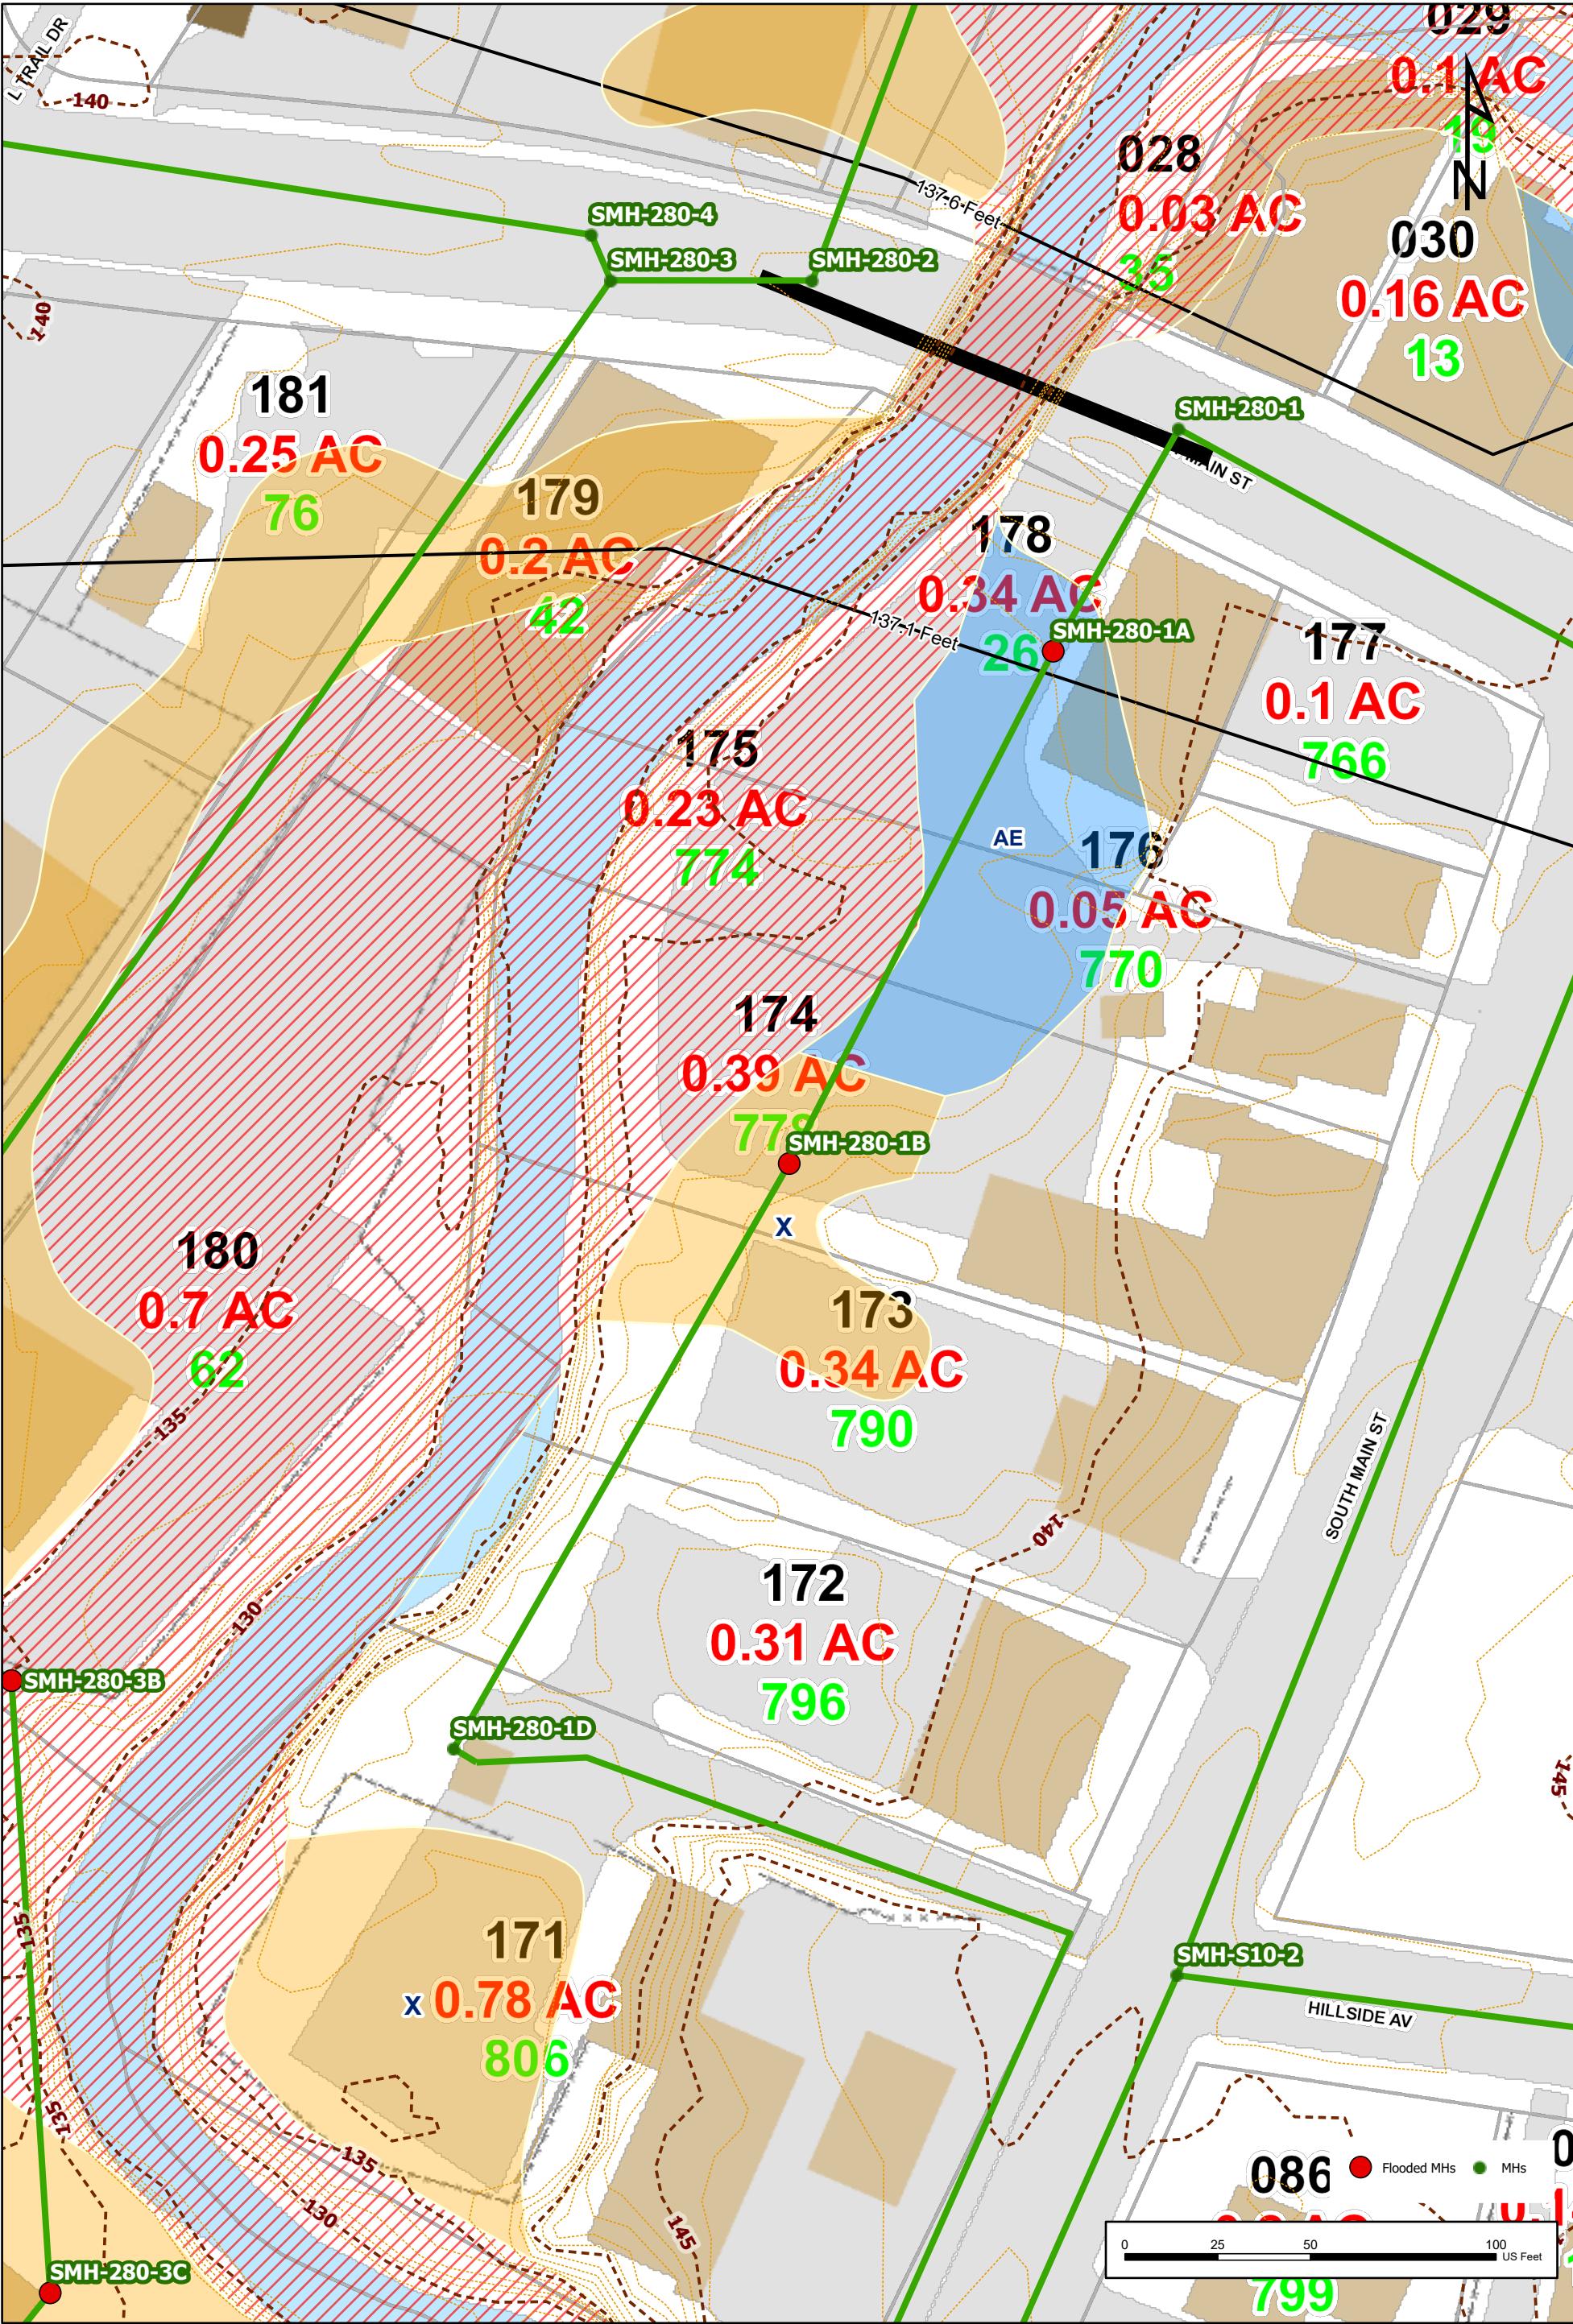 029
0.1 AC
19
L TRAIL DR
140
028
0.03 AC
35
N
137.6 Feet
030
0.16 AC
13
SMH-280-4
SMH-280-3
SMH-280-2
140
181
0.25 AC
76
SMH-280-1
MAIN ST
179
0.2 AC
42
178
0.34 AC
26
137.1 Feet
SMH-280-1A
177
0.1 AC
766
175
0.23 AC
774
AE
176
0.05 AC
770
174
0.39 AC
778
SMH-280-1B
X
180
0.7 AC
62
173
0.34 AC
790
135
SOUTH MAIN ST
140
172
0.31 AC
796
130
SMH-280-3B
SMH-280-1D
145
135
171
X
0.78 AC
806
SMH-S10-2
HILLSIDE AV
135
135
130
145
086
Flooded MHs
MHs
0 25 50 100
US Feet
799
SMH-280-3C